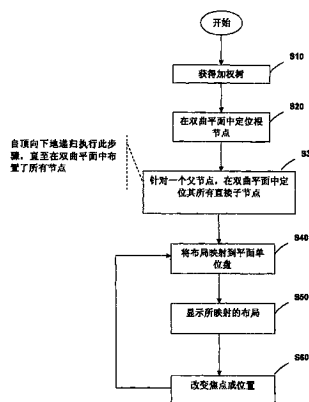 开始
S10
获得加权树
S20
在双曲平面中定位根
节点
自顶向下地递归执行此步
骤，直至在双曲平面中布
置了所有节点
S3
针对一个父节点，在双曲平面中定位
其所有直接子节点
S40
将布局映射到平面单
位盘
S50
显示所映射的布局
S60
改变焦点或位置